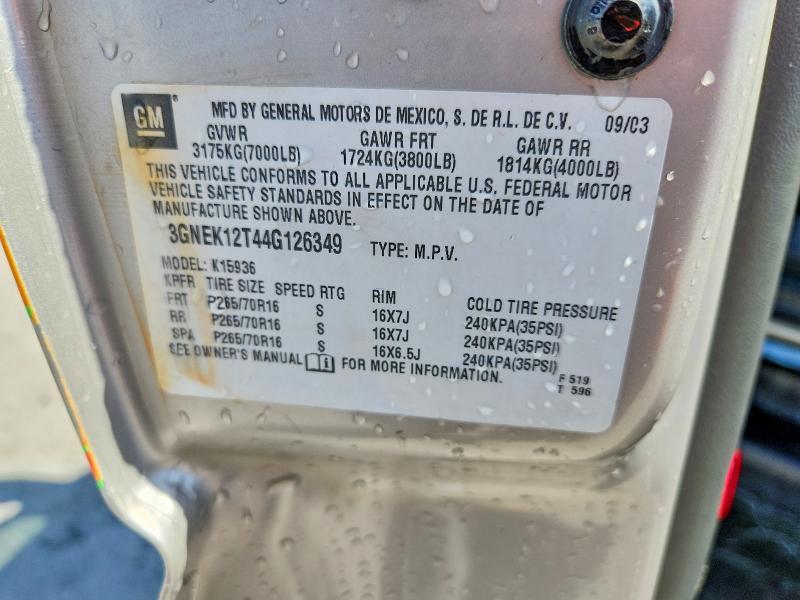 GM
MFD BY GENERAL MOTORS DE MEXICO, S. DE R.L. DE C.V. 09/03
GVWR GAWR FRT GAWR RR
3175KG(7000LB) 1724KG(3800LB) 1814KG(4000LB)
THIS VEHICLE CONFORMS TO ALL APPLICABLE U.S. FEDERAL MOTOR
VEHICLE SAFETY STANDARDS IN EFFECT ON THE DATE OF
MANUFACTURE SHOWN ABOVE.
3GNEK12T44G126349 TYPE: M.P.V.
MODEL: K15936
KPFR TIRE SIZE SPEED RTG RIM COLD TIRE PRESSURE
FRT P265/70R16 S 16X7J 240KPA(35PSI)
RR P265/70R16 S 16X7J 240KPA(35PSI)
SPA P265/70R16 S 16X6.5J 240KPA(35PSI)
SEE OWNER'S MANUAL FOR MORE INFORMATION.
F 519
T 596